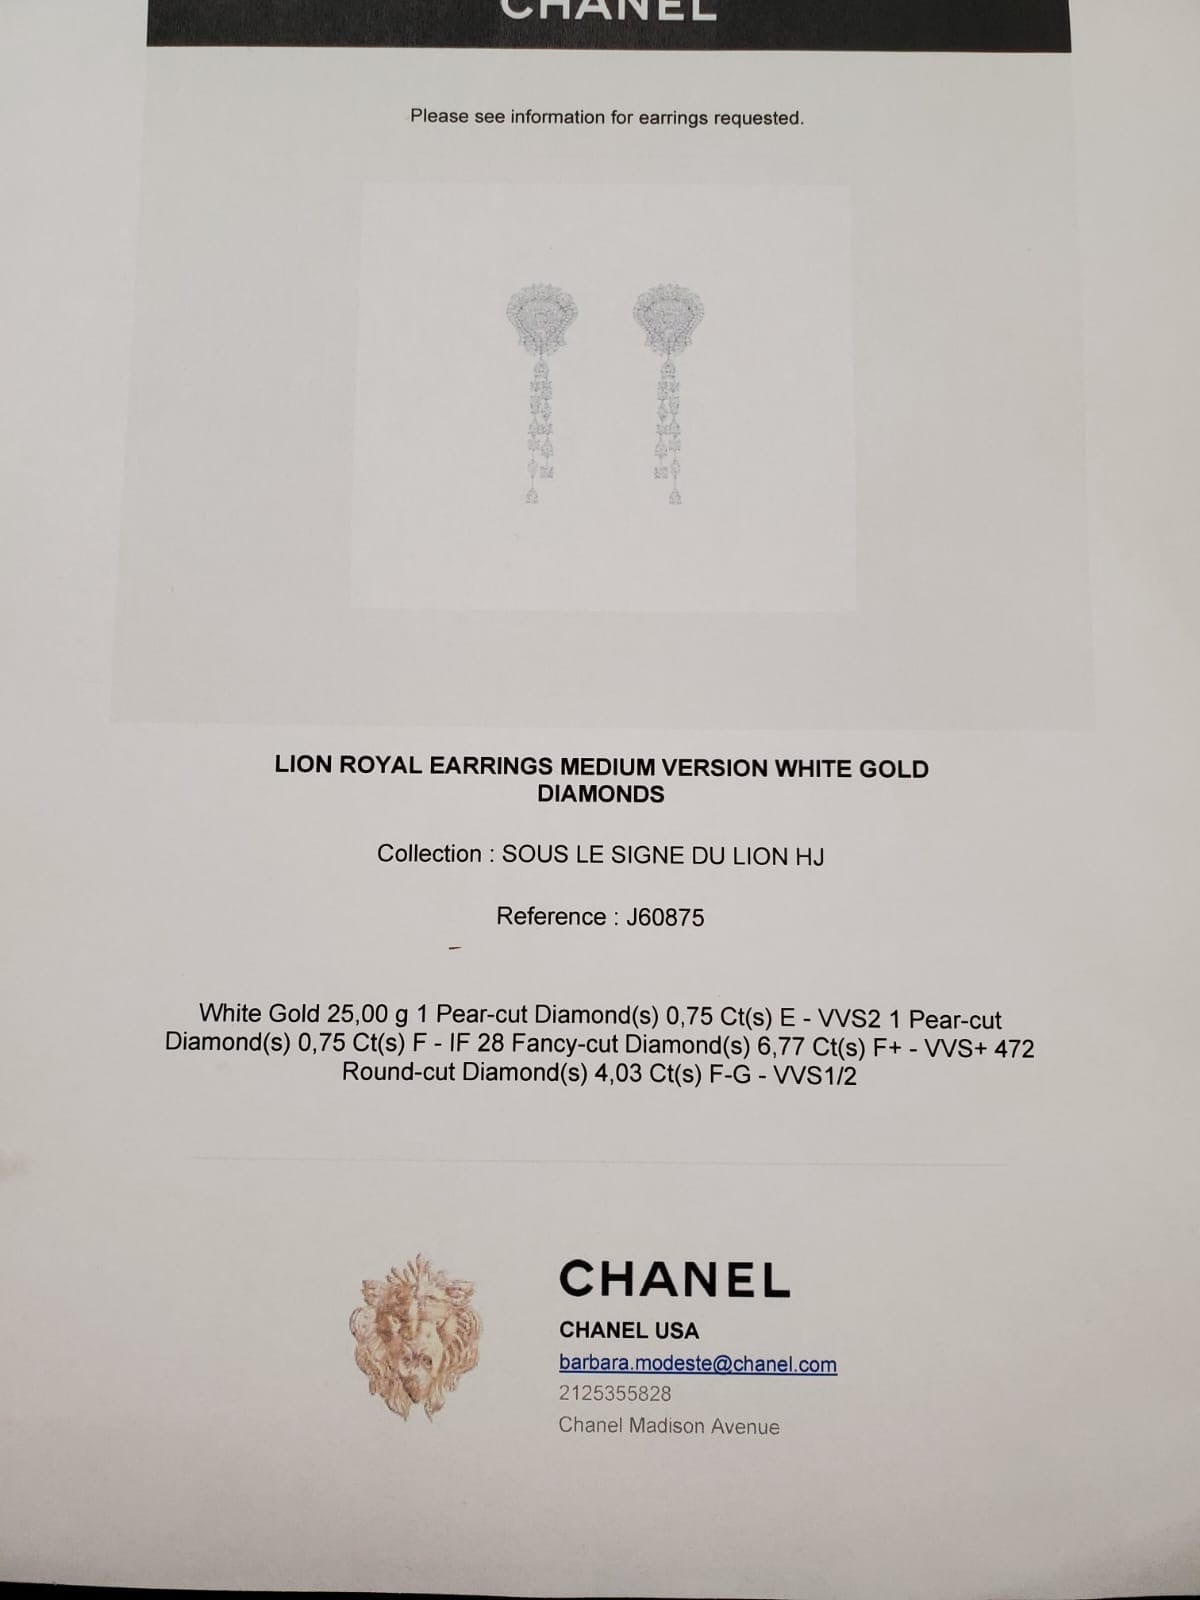 CHANEL
Please see information for earrings requested.
LION ROYAL EARRINGS MEDIUM VERSION WHITE GOLD
DIAMONDS
Collection : SOUS LE SIGNE DU LION HJ
Reference : J60875
White Gold 25,00 g 1 Pear-cut Diamond(s) 0,75 Ct(s) E - VVS2 1 Pear-cut
Diamond(s) 0,75 Ct(s) F - IF 28 Fancy-cut Diamond(s) 6,77 Ct(s) F+ - VVS+ 472
Round-cut Diamond(s) 4,03 Ct(s) F-G - VVS1/2
CHANEL
CHANEL USA
barbara.modeste@chanel.com
2125355828
Chanel Madison Avenue